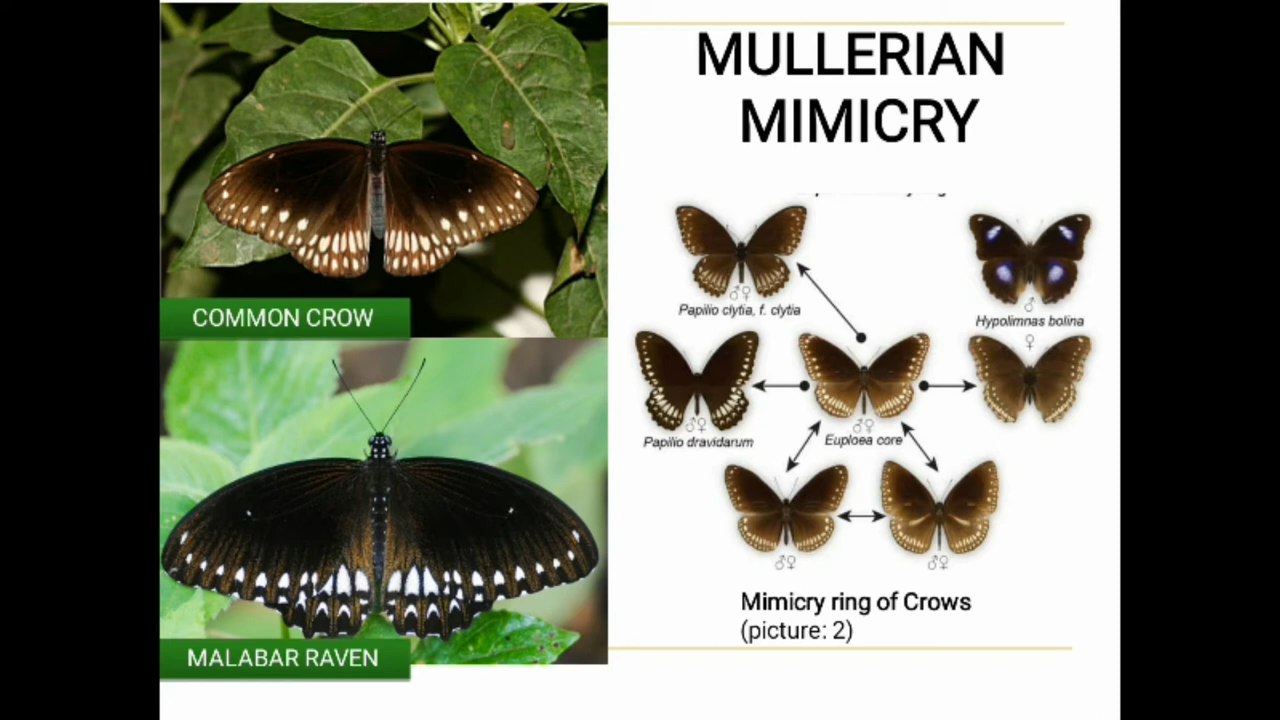 MULLERIAN
MIMICRY
COMMON CROW
MALABAR RAVEN
♂♀
Papilio clytia, f. clytia
♂
Hypolimnas bolina
♀
♂♀
Papilio dravidarum
♂♀
Euploea core
♂♀
♂♀
Mimicry ring of Crows
(picture: 2)